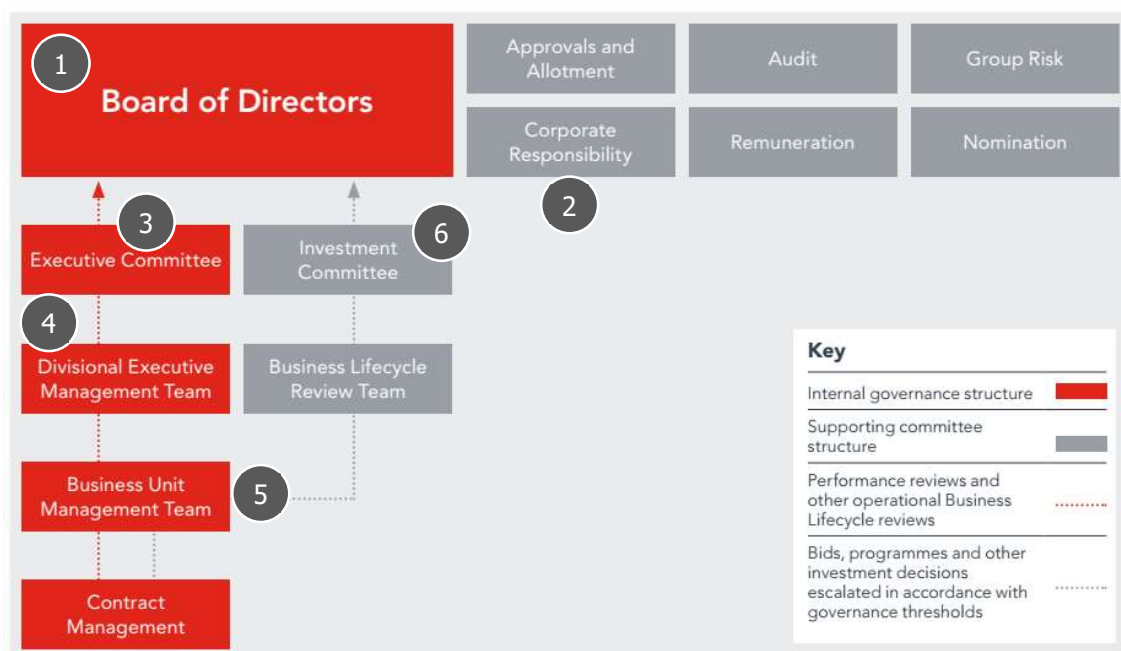 1
Board of Directors
Approvals and
Allotment
Audit
Group Risk
Corporate
Responsibility
Remuneration
Nomination
2
3
Executive Committee
6
Investment
Committee
4
Divisional Executive
Management Team
Business Lifecycle
Review Team
Business Unit
Management Team
5
Contract
Management
Key
Internal governance structure
Supporting committee
structure
Performance reviews and
other operational Business
Lifecycle reviews
Bids, programmes and other
investment decisions
escalated in accordance with
governance thresholds